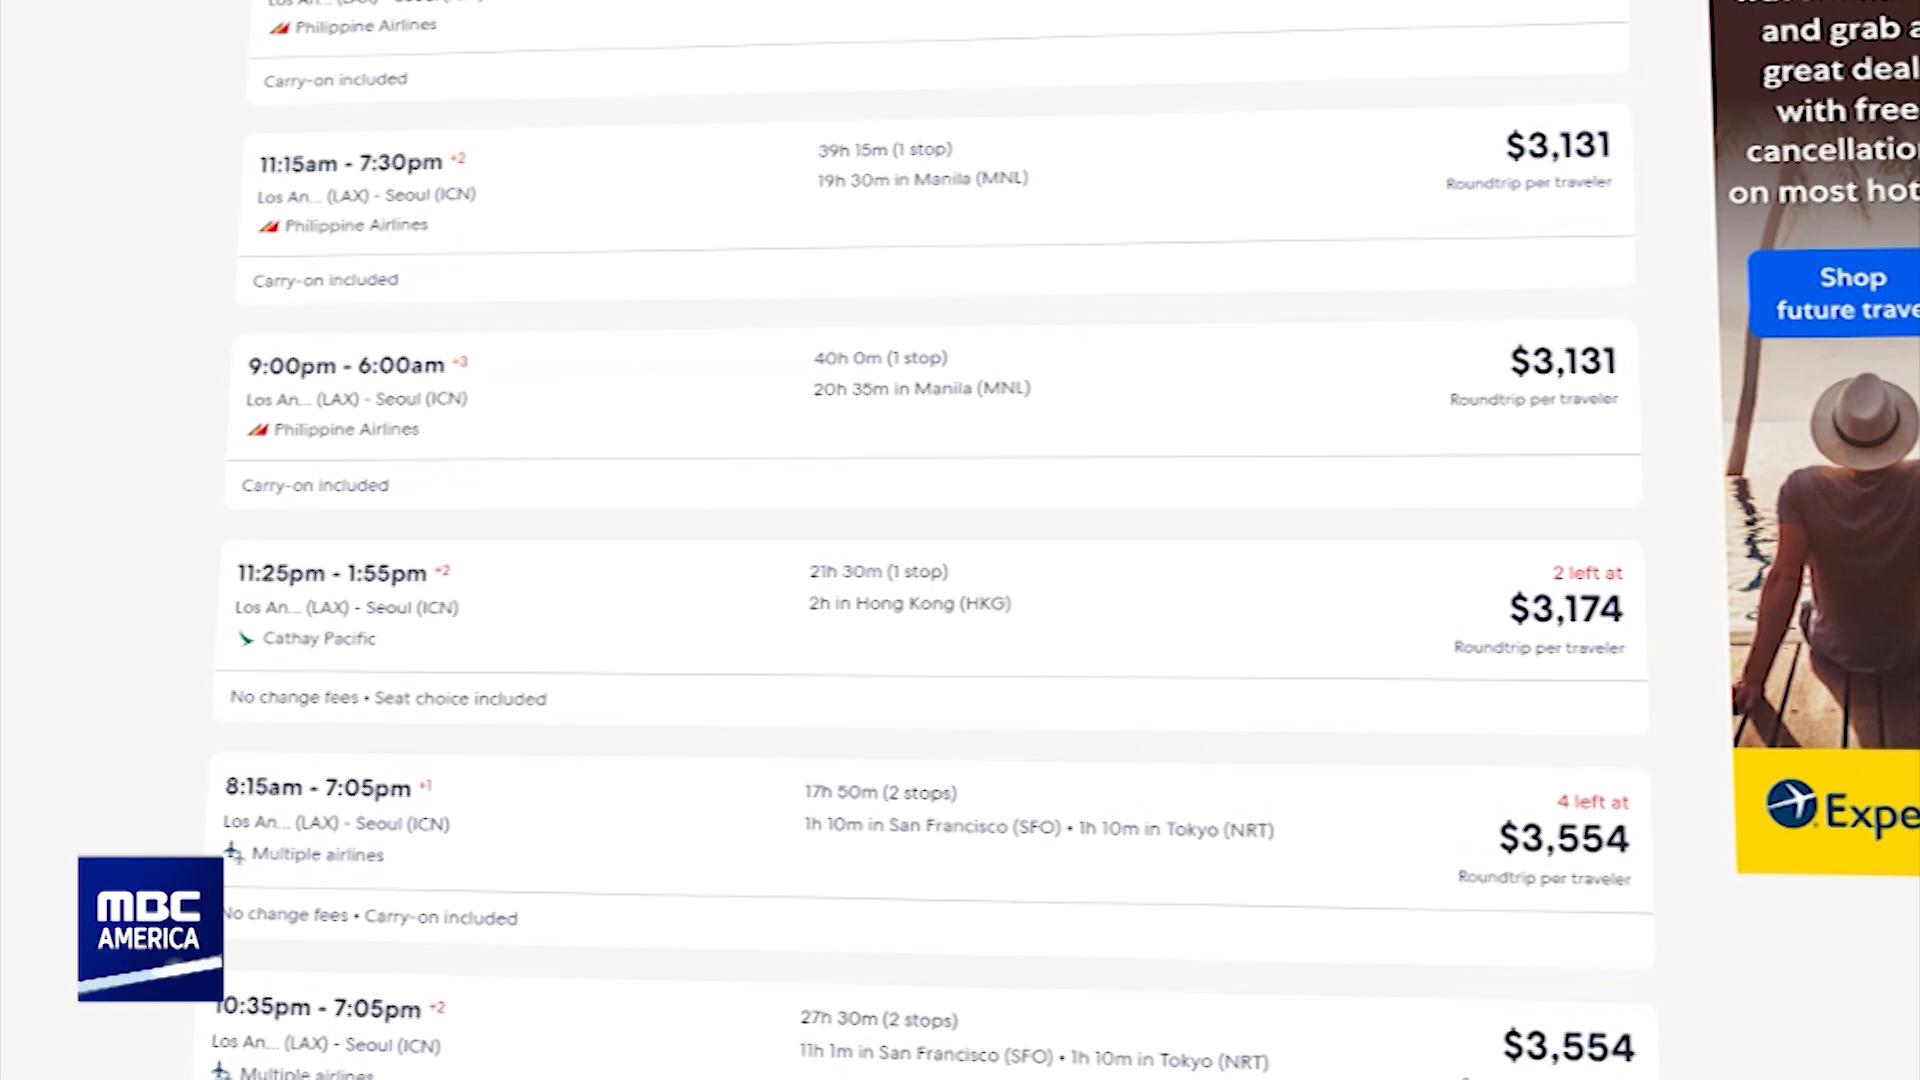 Philippine Airlines
Carry-on included
11:15am - 7:30pm +2
39h 15m (1 stop)
$3,131
Los An... (LAX) - Seoul (ICN)
19h 30m in Manila (MNL)
Roundtrip per traveler
Philippine Airlines
Carry-on included
9:00pm - 6:00am +3
40h 0m (1 stop)
$3,131
Los An... (LAX) - Seoul (ICN)
20h 35m in Manila (MNL)
Roundtrip per traveler
Philippine Airlines
Carry-on included
11:25pm - 1:55pm +2
21h 30m (1 stop)
2 left at
$3,174
Los An... (LAX) - Seoul (ICN)
2h in Hong Kong (HKG)
Roundtrip per traveler
Cathay Pacific
No change fees • Seat choice included
8:15am - 7:05pm +1
17h 50m (2 stops)
4 left at
$3,554
Los An... (LAX) - Seoul (ICN)
1h 10m in San Francisco (SFO) • 1h 10m in Tokyo (NRT)
Roundtrip per traveler
Multiple airlines
No change fees • Carry-on included
10:35pm - 7:05pm +2
27h 30m (2 stops)
$3,554
Los An... (LAX) - Seoul (ICN)
11h 1m in San Francisco (SFO) • 1h 10m in Tokyo (NRT)
Multiple airlines
and grab a
great deal
with free
cancellatio
on most hot
Shop
future trave
Expe
MBC
AMERICA